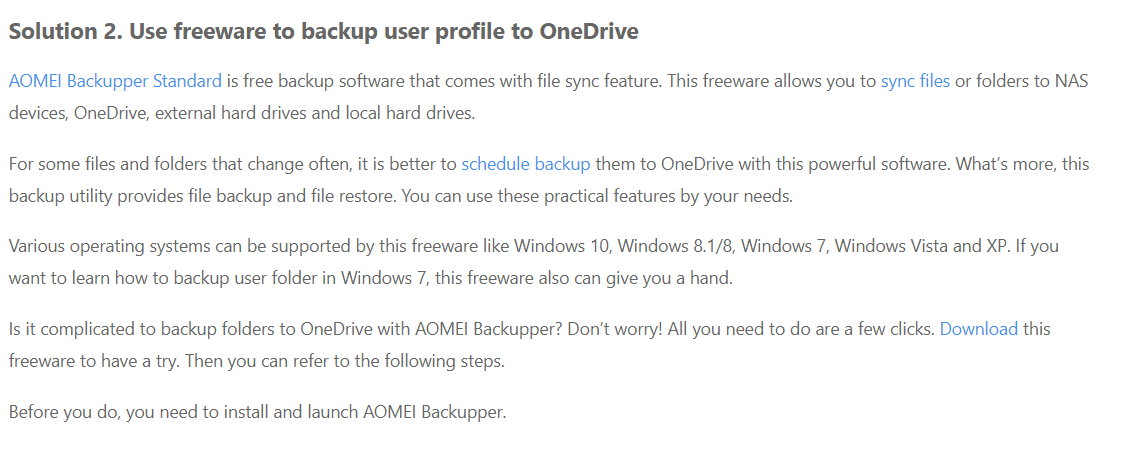 Solution 2. Use freeware to backup user profile to OneDrive
AOMEI Backupper Standard is free backup software that comes with file sync feature. This freeware allows you to sync files or folders to NAS
devices, OneDrive, external hard drives and local hard drives.
For some files and folders that change often, it is better to schedule backup them to OneDrive with this powerful software. What’s more, this
backup utility provides file backup and file restore. You can use these practical features by your needs.
Various operating systems can be supported by this freeware like Windows 10, Windows 8.1/8, Windows 7, Windows Vista and XP. If you
want to learn how to backup user folder in Windows 7, this freeware also can give you a hand.
Is it complicated to backup folders to OneDrive with AOMEI Backupper? Don’t worry! All you need to do are a few clicks. Download this
freeware to have a try. Then you can refer to the following steps.
Before you do, you need to install and launch AOMEI Backupper.